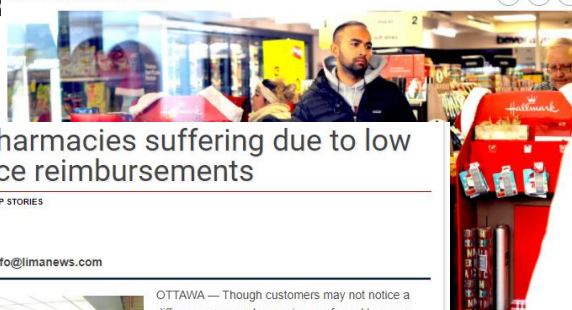 2
Hallmark
harmacies suffering due to low
ce reimbursements
P STORIES
fo@limanews.com
OTTAWA — Though customers may not notice a